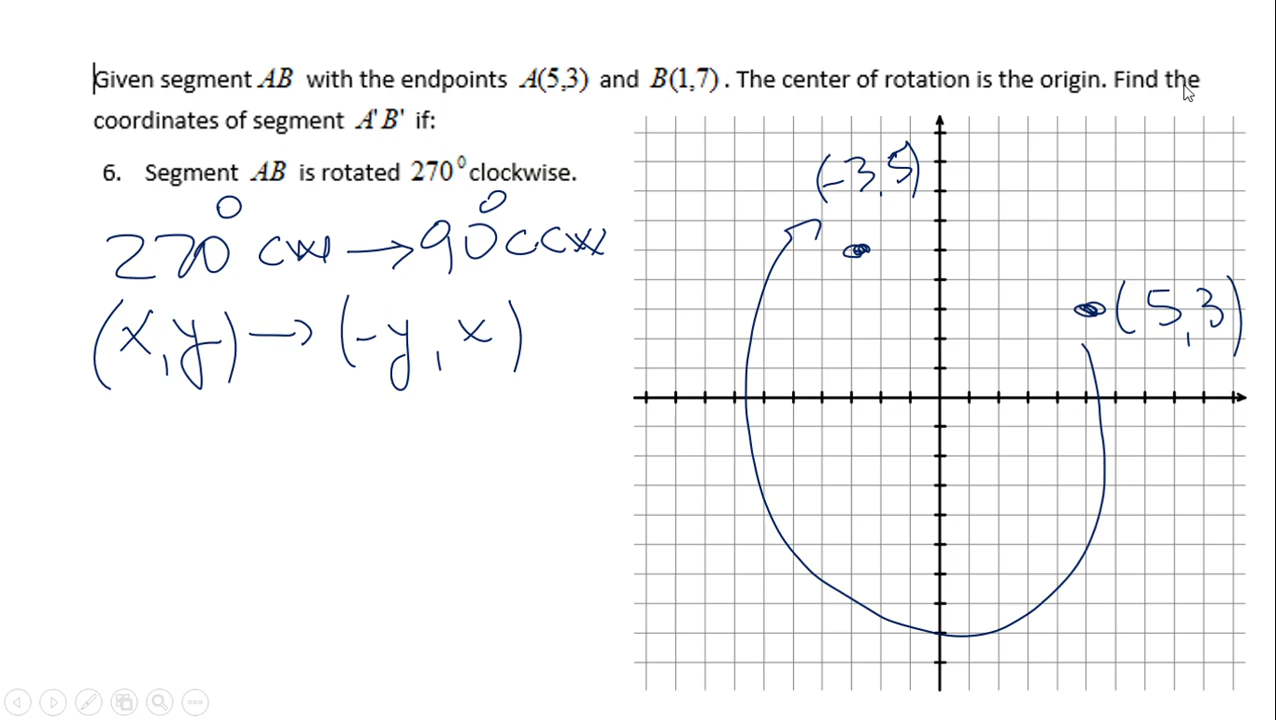 Given segment AB with the endpoints A(5,3) and B(1,7). The center of rotation is the origin. Find the
coordinates of segment A'B' if:
6. Segment AB is rotated 270⁰ clockwise.
270° cw → 90° ccw
(x,y) → (-y, x)
(-3,5)
(5,3)